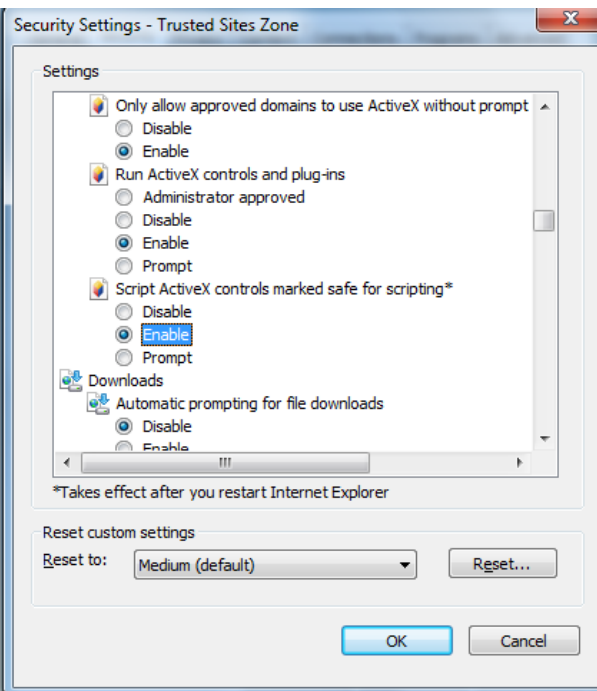 Security Settings - Trusted Sites Zone
Settings
Only allow approved domains to use ActiveX without prompt
Disable
Enable
Run ActiveX controls and plug-ins
Administrator approved
Disable
Enable
Prompt
Script ActiveX controls marked safe for scripting*
Disable
Enable
Prompt
Downloads
Automatic prompting for file downloads
Disable
Enable
*Takes effect after you restart Internet Explorer
Reset custom settings
Reset to:
Medium (default)
Reset...
OK
Cancel